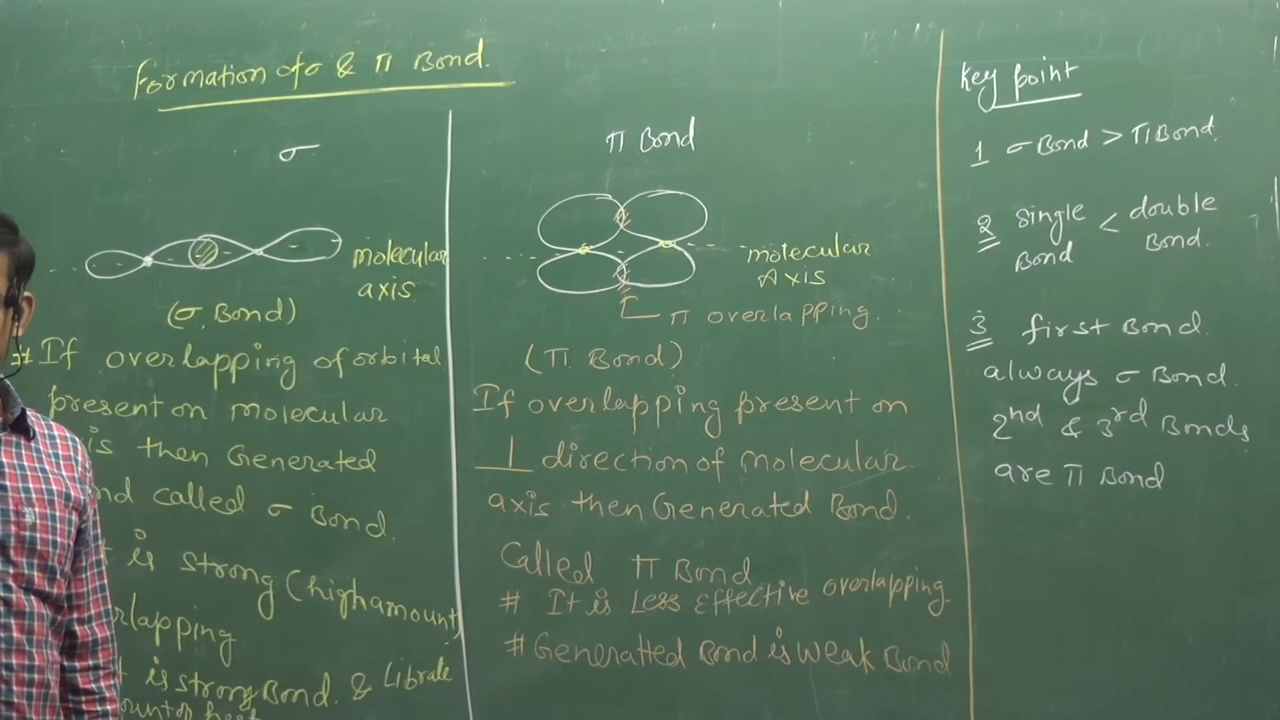 Formation of σ & π Bond.
σ
molecular
axis
(σ. Bond)
# If overlapping of orbital
present on molecular
is then Generated
nd called σ Bond.
is strong (high amount)
rlapping
is strong Bond. & Librate
π Bond
molecular
Axis
π overlapping.
(π Bond)
If overlapping present on
⊥ direction of molecular
axis then Generated Bond.
Called π Bond
# It is Less Effective overlapping.
# Generatted Bond is weak Bond
Key point
1 σ Bond > π Bond.
2 single < double
Bond Bond.
3 first Bond.
always σ Bond.
2nd & 3rd Bonds
are π Bond